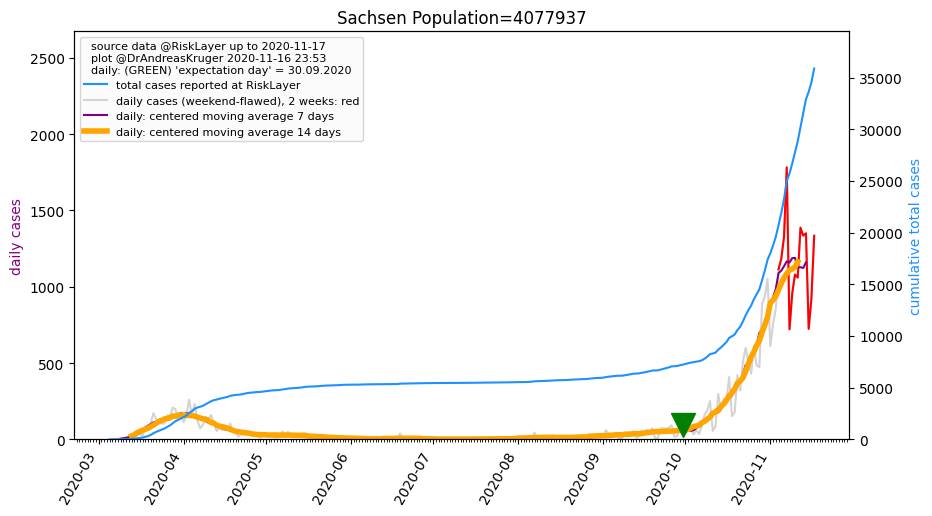 Sachsen Population=4077937
source data @RiskLayer up to 2020-11-17
plot @DrAndreasKruger 2020-11-16 23:53
daily: (GREEN) 'expectation day' = 30.09.2020
total cases reported at RiskLayer
daily cases (weekend-flawed), 2 weeks: red
daily: centered moving average 7 days
daily: centered moving average 14 days
daily cases
2500
2000
1500
1000
500
0
35000
30000
25000
20000
15000
10000
5000
0
cumulative total cases
2020-03
2020-04
2020-05
2020-06
2020-07
2020-08
2020-09
2020-10
2020-11